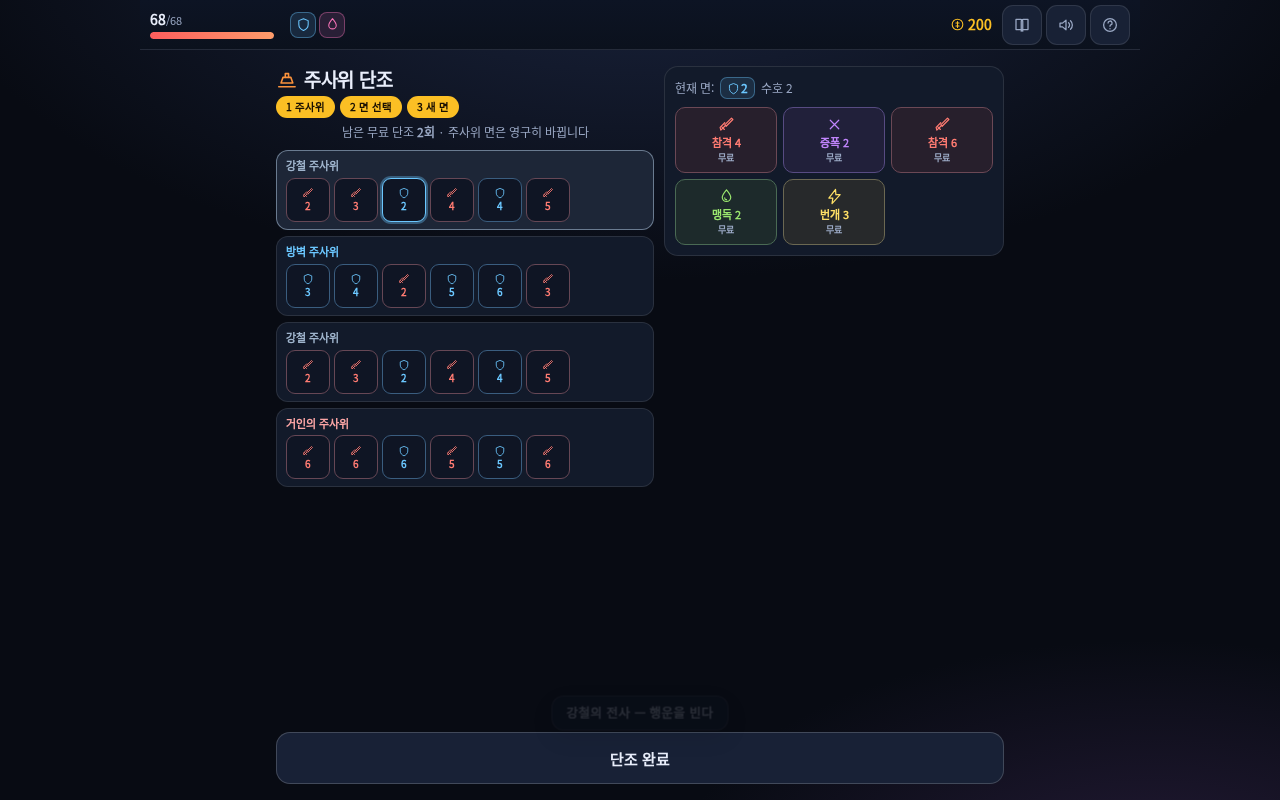 68/68
200
주사위 단조
1 주사위 2 면 선택 3 새 면
남은 무료 단조 2회 · 주사위 면은 영구히 바뀝니다
강철 주사위
2 3 2 4 4 5
방벽 주사위
3 4 2 5 6 3
강철 주사위
2 3 2 4 4 5
거인의 주사위
6 6 6 5 5 6
현재 면: 2 수호 2
참격 4 증폭 2 참격 6
무료 무료 무료
맹독 2 번개 3
무료 무료
강철의 전사 — 행운을 빈다
단조 완료